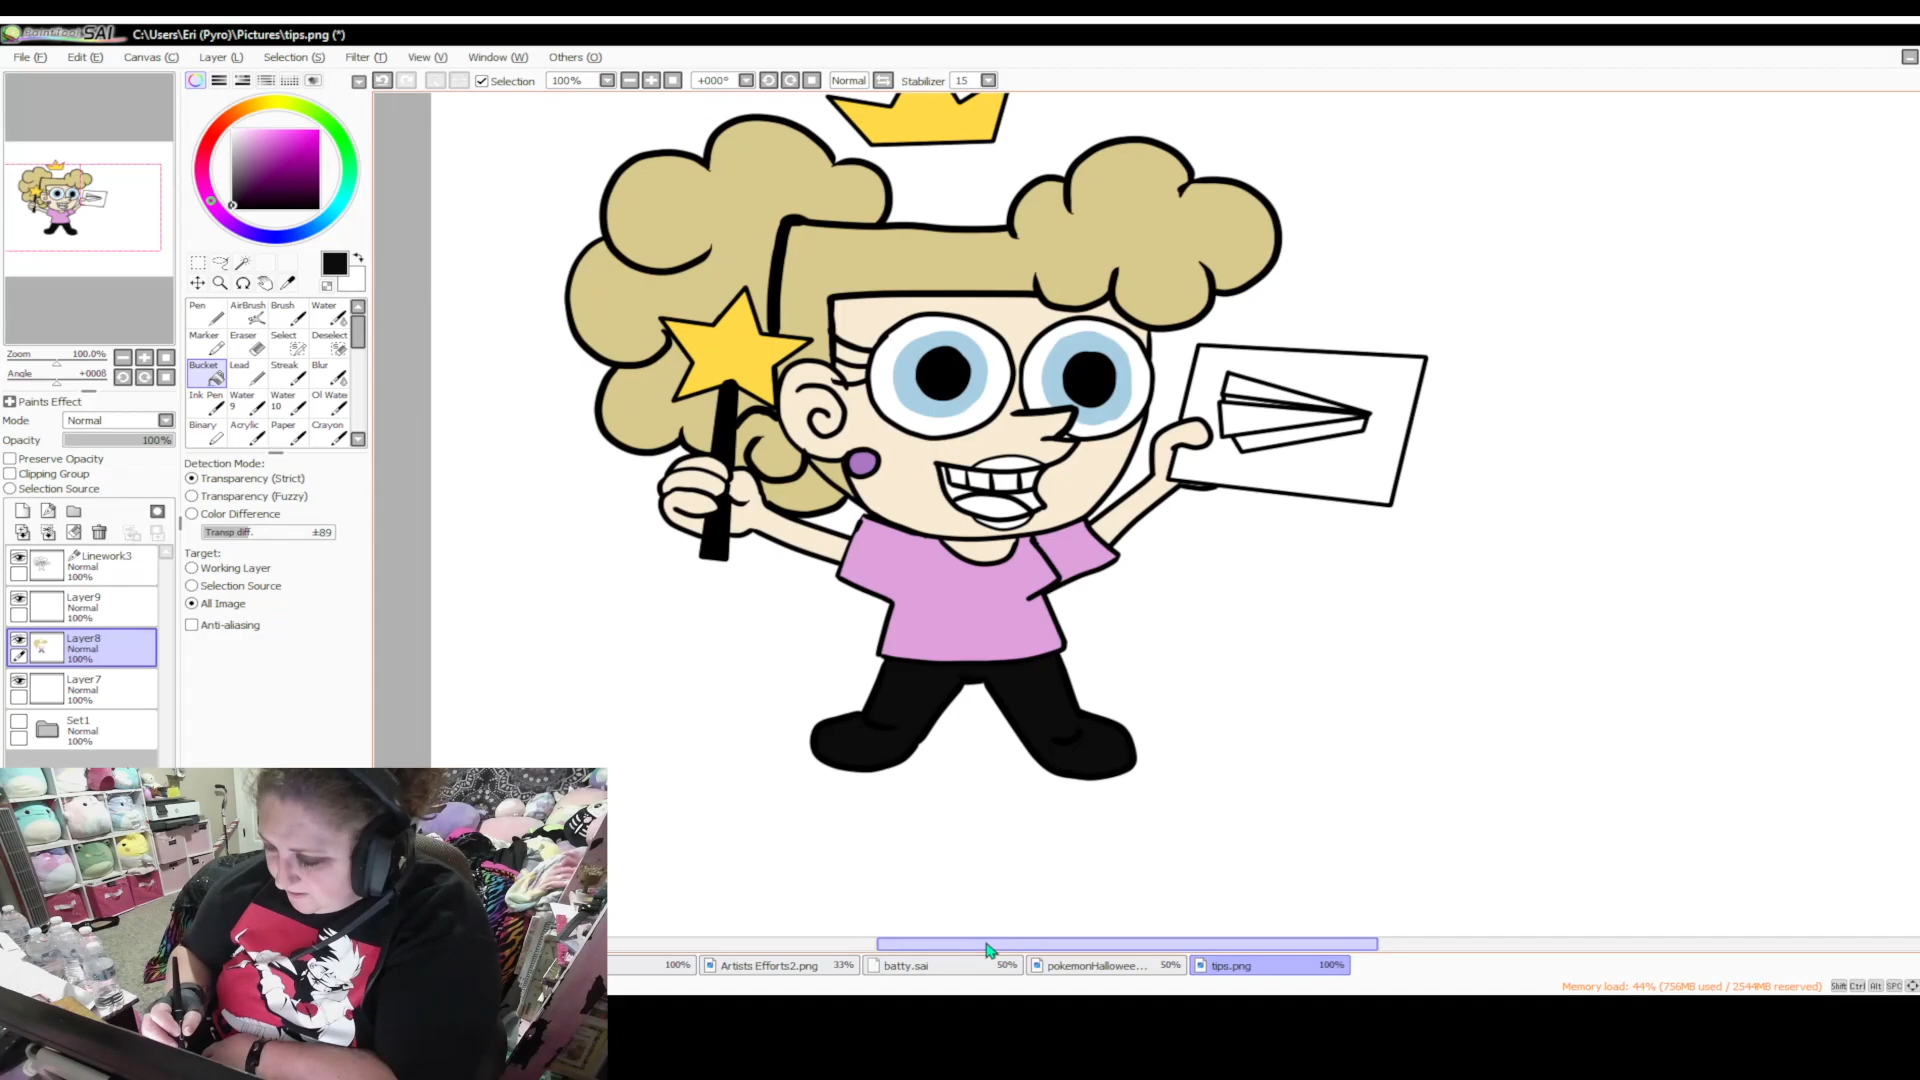 PaintTool SAI C:\Users\Eri (Pyro)\Pictures\tips.png (*)
File (F) Edit (E) Canvas (C) Layer (L) Selection (S) Filter (T) View (V) Window (W) Others (O)
Selection 100% +000° Normal Stabilizer 15
Zoom 100.0%
Angle +0008
Paints Effect
Mode Normal
Opacity 100%
Preserve Opacity
Clipping Group
Selection Source
Linework3
Normal
100%
Layer9
Normal
100%
Layer8
Normal
100%
Layer7
Normal
100%
Set1
Normal
100%
Pen AirBrush Brush Water
Marker Eraser Select Deselect
Bucket Lead Streak Blur
Ink Pen Water 9 Water 10 Ol Wate
Binary Acrylic Paper Crayon
Detection Mode:
Transparency (Strict)
Transparency (Fuzzy)
Color Difference
Transp diff. ±89
Target:
Working Layer
Selection Source
All Image
Anti-aliasing
100% Artists Efforts2.png 33% batty.sai 50% pokemonHallowee... 50% tips.png 100%
Memory load: 44% (756MB used / 2544MB reserved) Shift Ctrl Alt SPC